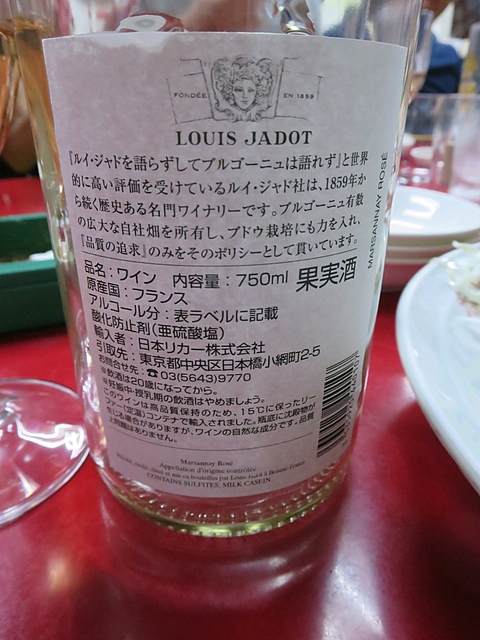 FONDÉE EN 1859
LOUIS JADOT
『ルイ・ジャドを語らずしてブルゴーニュは語れず』と世界
的に高い評価を受けているルイ・ジャド社は、1859年か
ら続く歴史ある名門ワイナリーです。ブルゴーニュ有数
の広大な自社畑を所有し、ブドウ栽培にも力を入れ、
『品質の追求』のみをそのポリシーとして貫いています。
MARSANNAY ROSÉ
品名:ワイン 内容量:750ml 果実酒
原産国:フランス
アルコール分:表ラベルに記載
酸化防止剤(亜硫酸塩)
輸入者:日本リカー株式会社
引取先:東京都中央区日本橋小網町2-5
お問合せ先:☎03(5643)9770
※飲酒は20歳になってから。
※妊娠中・授乳期の飲酒はやめましょう。
このワインは高品質保持のため、15℃に保ったリー
ファー(定温)コンテナで輸入されました。瓶底に沈殿物が
生じる場合がありますが、ワインの自然な成分です。品質
上問題はありません。
Marsannay Rosé
Appellation d'origine contrôlée
mis en bouteilles par Louis Jadot à Beaune-France
CONTAINS SULFITES, MILK CASEIN.